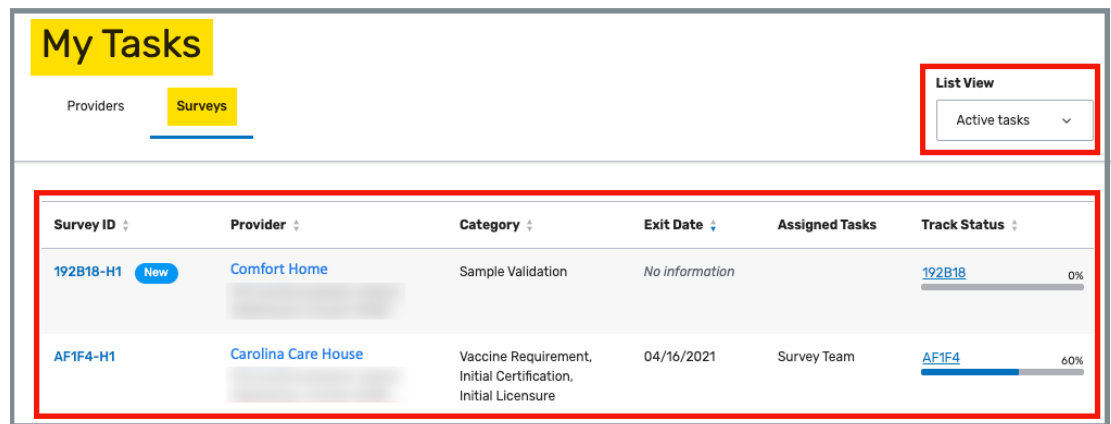 My Tasks
List View
Providers Surveys
Active tasks
Survey ID Provider Category Exit Date Assigned Tasks Track Status
192B18-H1 New Comfort Home Sample Validation No information 192B18 0%
AF1F4-H1 Carolina Care House Vaccine Requirement, 04/16/2021 Survey Team AF1F4 60%
Initial Certification,
Initial Licensure